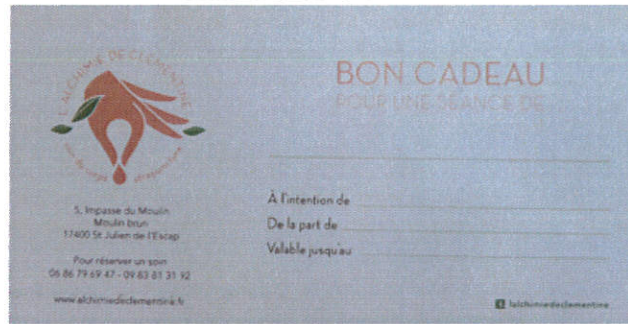 L'ALCHIMIE DE CLÉMENTINE
5, Impasse du Moulin
Moulin brun
17400 St Julien de l'Escap
Pour réserver un soin
06 86 79 69 47 - 09 83 81 31 92
www.alchimiedeclementine.fr
BON CADEAU
POUR UNE SÉANCE DE
À l'intention de
De la part de
Valable jusqu'au
lalchimiedeclementine